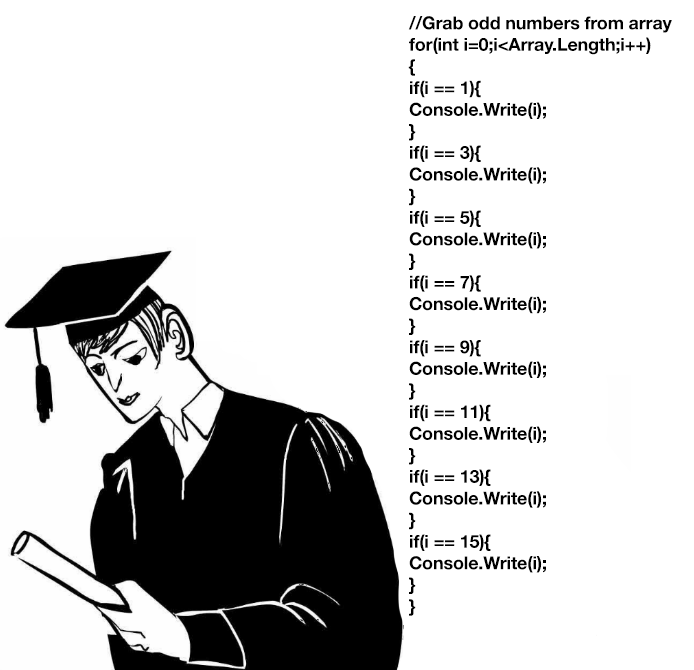 //Grab odd numbers from array
for(int i=0;i<Array.Length;i++)
{
if(i == 1){
Console.Write(i);
}
if(i == 3){
Console.Write(i);
}
if(i == 5){
Console.Write(i);
}
if(i == 7){
Console.Write(i);
}
if(i == 9){
Console.Write(i);
}
if(i == 11){
Console.Write(i);
}
if(i == 13){
Console.Write(i);
}
if(i == 15){
Console.Write(i);
}
}